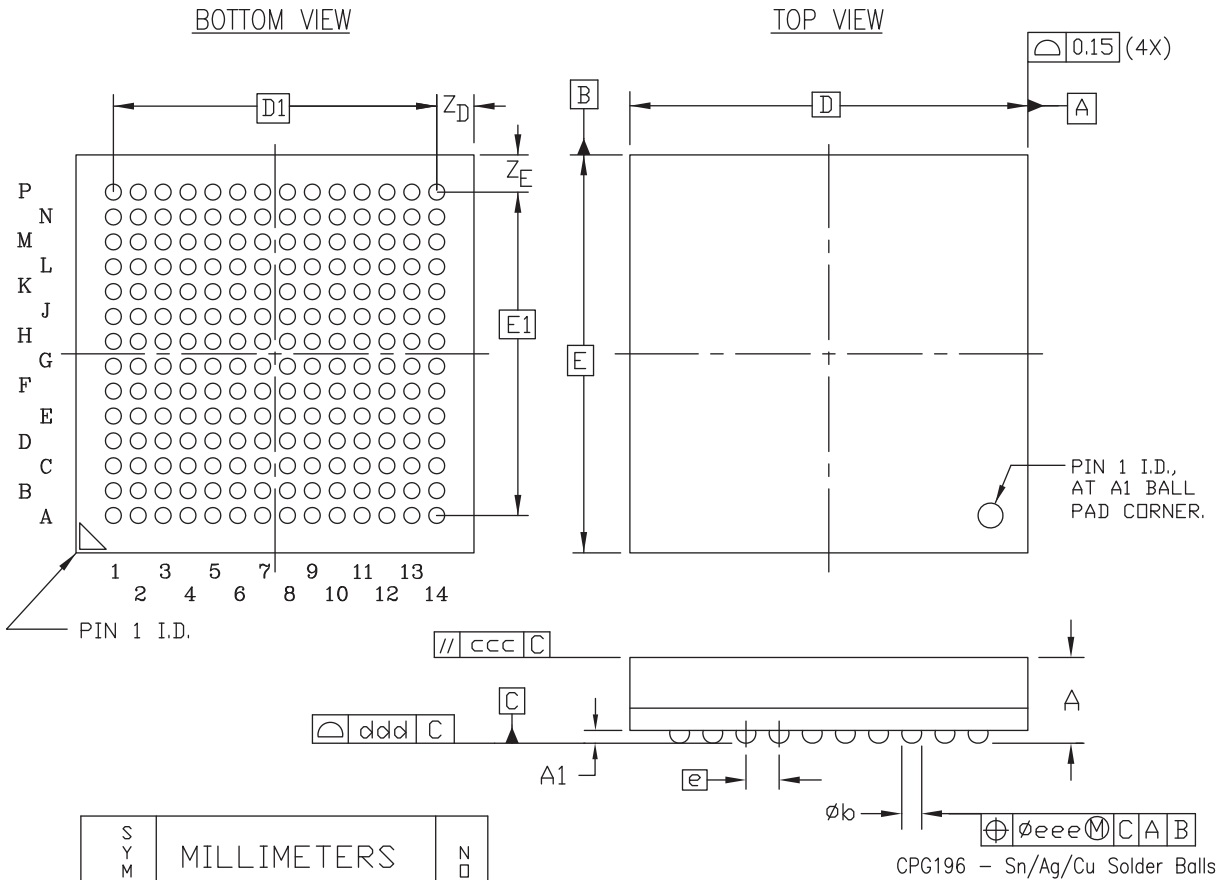 BOTTOM VIEW
TOP VIEW
0.15 (4X)
D1
Z_D
B
D
A
Z_E
P
N
M
L
K
J
H
G
F
E
D
C
B
A
E1
E
PIN 1 I.D.,
AT A1 BALL
PAD CORNER.
1 3 5 7 9 11 13
2 4 6 8 10 12 14
PIN 1 I.D.
// ccc C
C
ddd C
A
A1
e
øb
⌖ øeee Ⓜ C A B
CPG196 – Sn/Ag/Cu Solder Balls
S
Y
M
MILLIMETERS
N
O